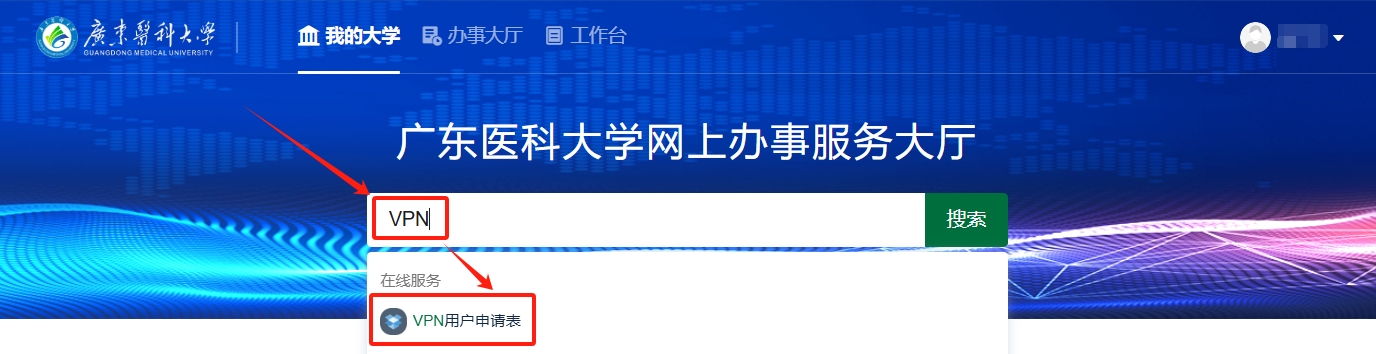 廣東醫科大學
GUANGDONG MEDICAL UNIVERSITY
我的大学 办事大厅 工作台
广东医科大学网上办事服务大厅
VPN 搜索
在线服务
VPN用户申请表